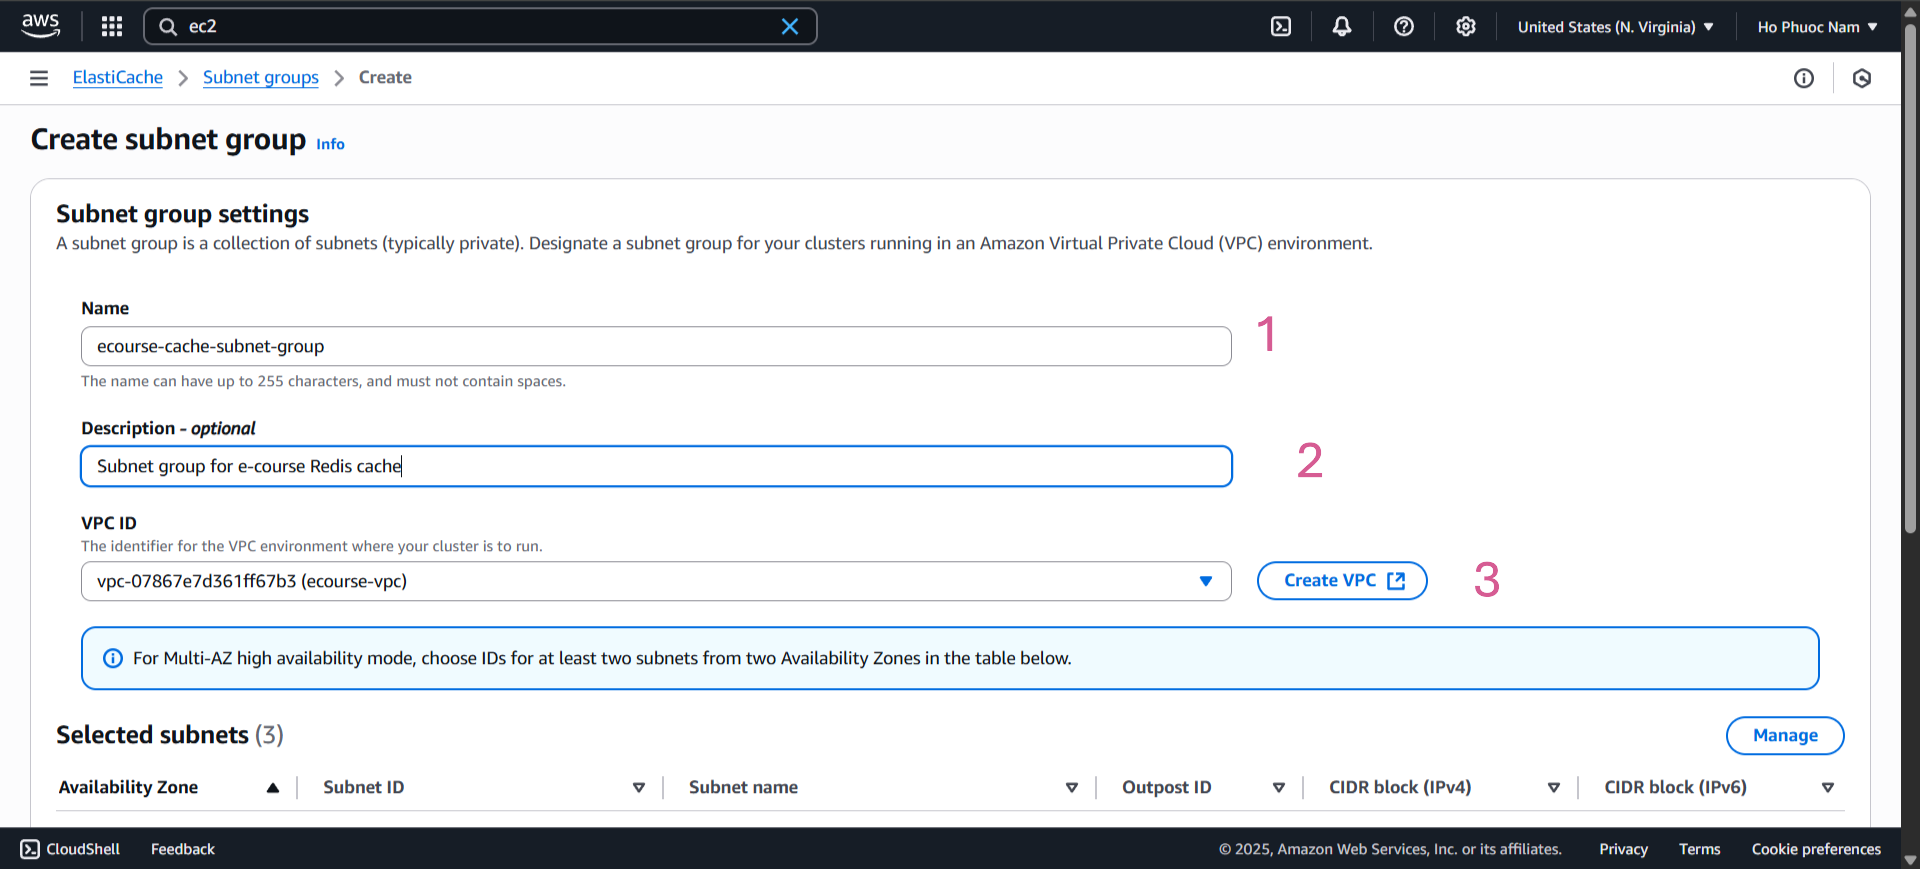 aws
ec2
United States (N. Virginia)
Ho Phuoc Nam
ElastiCache
Subnet groups
Create
Create subnet group Info
Subnet group settings
A subnet group is a collection of subnets (typically private). Designate a subnet group for your clusters running in an Amazon Virtual Private Cloud (VPC) environment.
Name
ecourse-cache-subnet-group
1
The name can have up to 255 characters, and must not contain spaces.
Description - optional
Subnet group for e-course Redis cache
2
VPC ID
The identifier for the VPC environment where your cluster is to run.
vpc-07867e7d361ff67b3 (ecourse-vpc)
Create VPC
3
For Multi-AZ high availability mode, choose IDs for at least two subnets from two Availability Zones in the table below.
Selected subnets (3)
Manage
Availability Zone
Subnet ID
Subnet name
Outpost ID
CIDR block (IPv4)
CIDR block (IPv6)
CloudShell
Feedback
© 2025, Amazon Web Services, Inc. or its affiliates.
Privacy
Terms
Cookie preferences